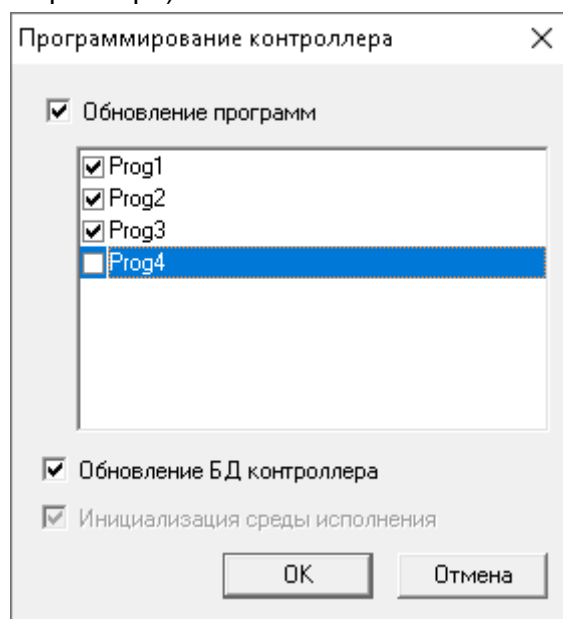 Программирование контроллера
Обновление программ
Prog1
Prog2
Prog3
Prog4
Обновление БД контроллера
Инициализация среды исполнения
OK Отмена